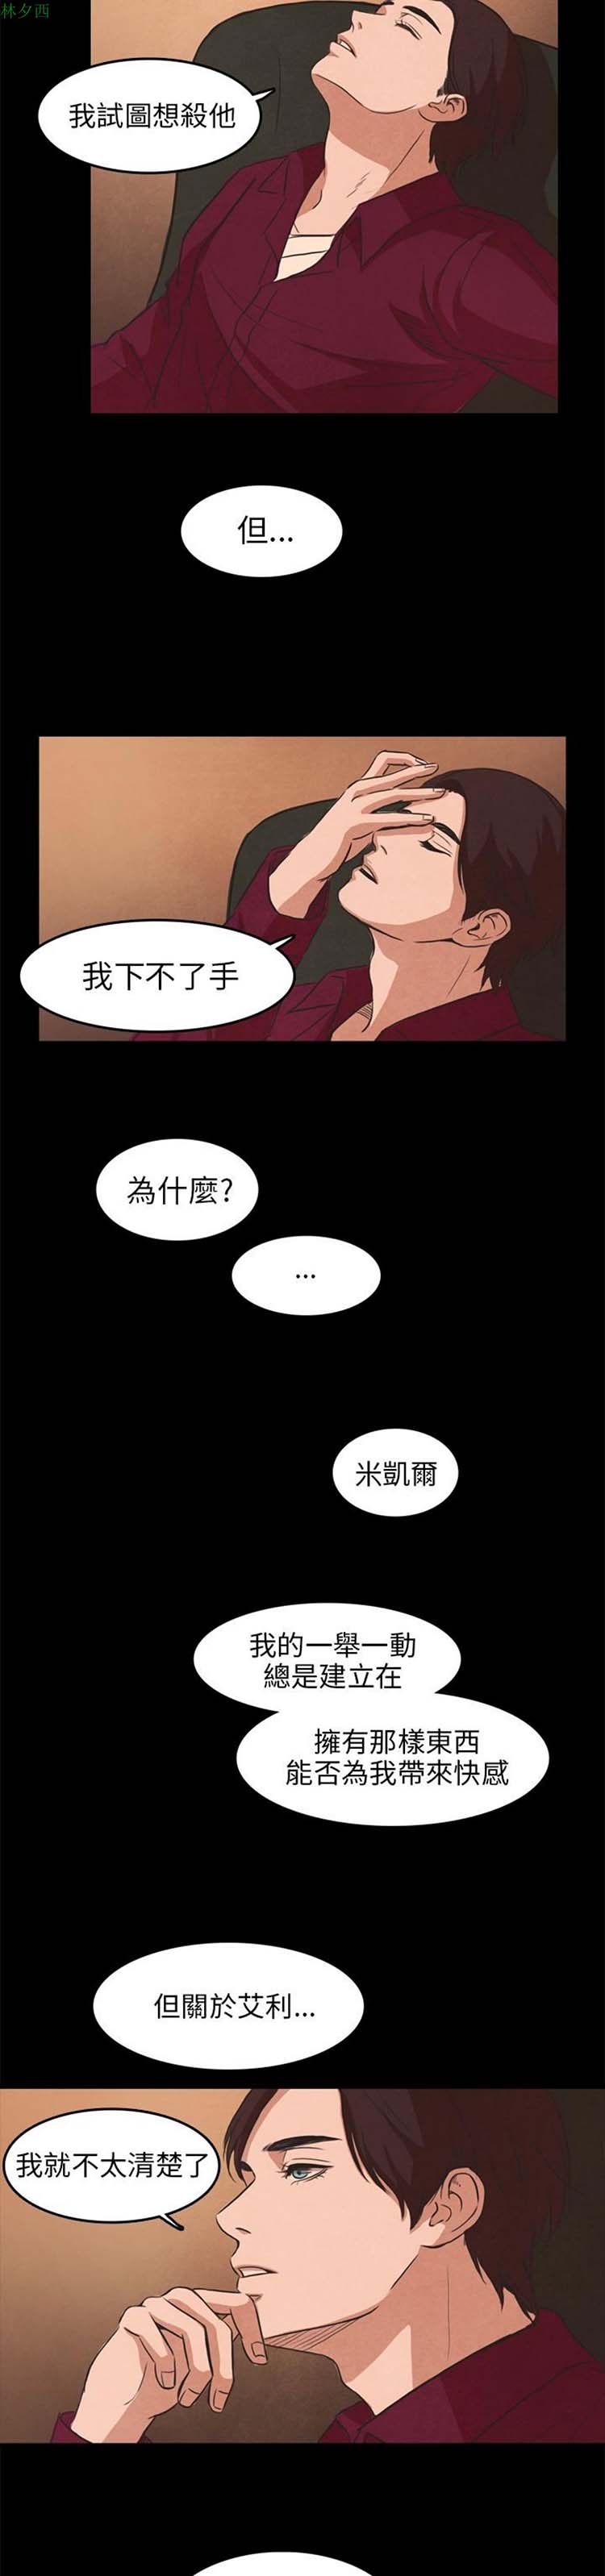 林夕西
我試圖想殺他
但...
我下不了手
為什麼?
...
米凱爾
我的一舉一動
總是建立在
擁有那樣東西
能否為我帶來快感
但關於艾利...
我就不太清楚了